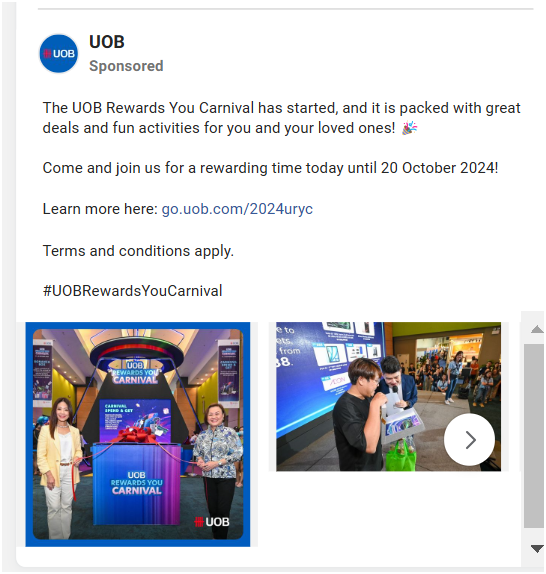 UOB
UOB
Sponsored
The UOB Rewards You Carnival has started, and it is packed with great
deals and fun activities for you and your loved ones! 🎉
Come and join us for a rewarding time today until 20 October 2024!
Learn more here: go.uob.com/2024uryc
Terms and conditions apply.
#UOBRewardsYouCarnival
UOB
REWARDS YOU
CARNIVAL
CARNIVAL
SPEND & GET
UOB
REWARDS YOU
CARNIVAL
UOB
e to
ets,
from
88.